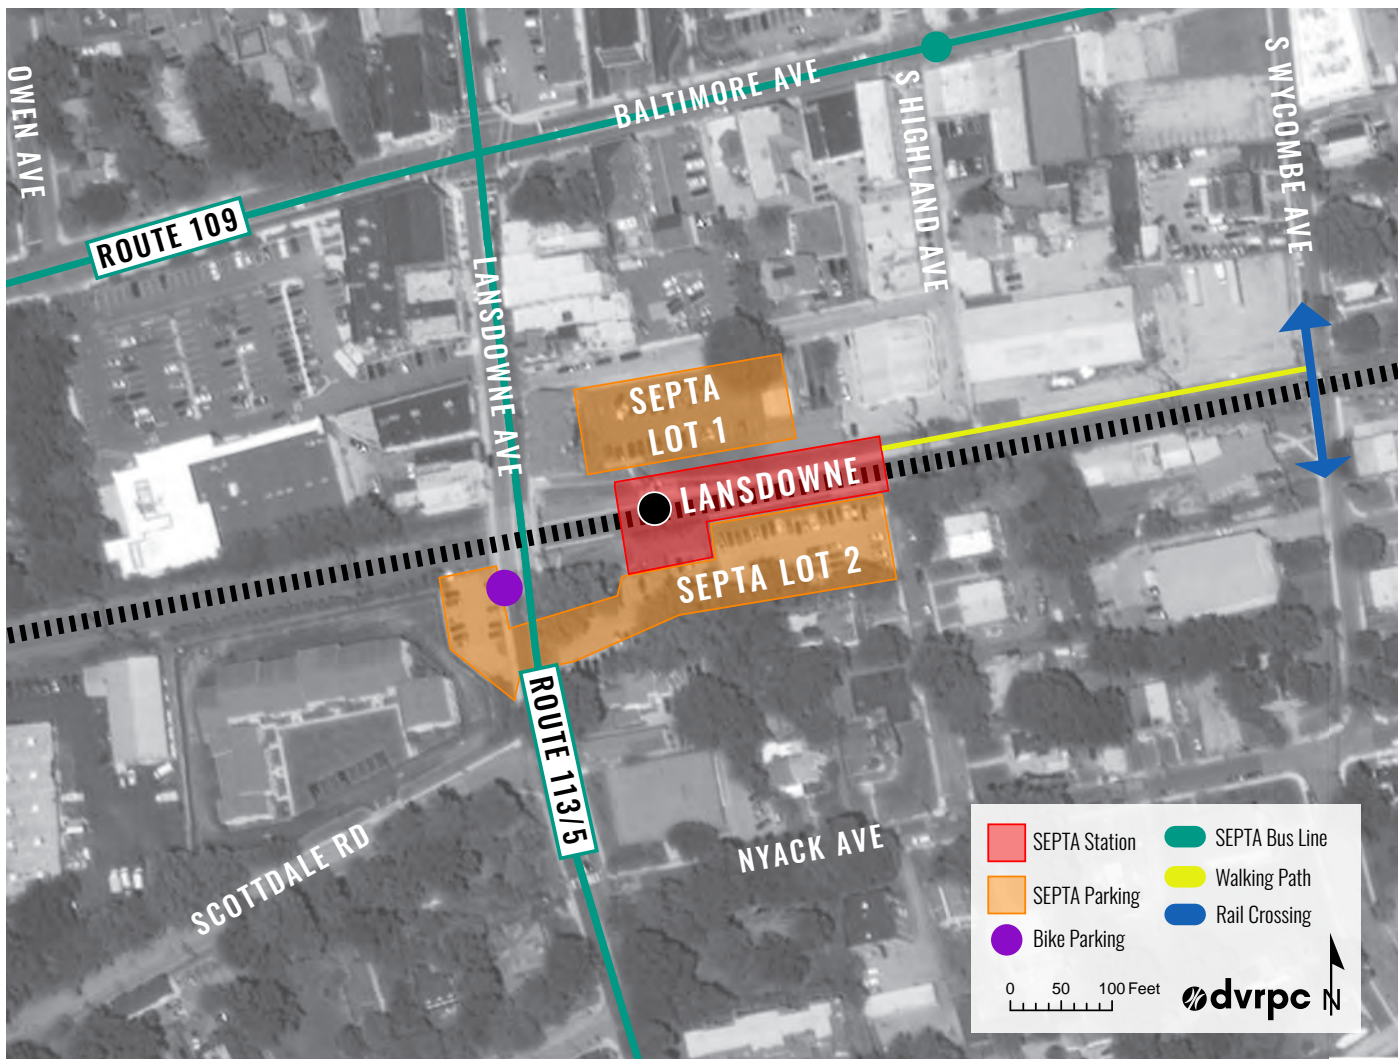 OWEN AVE
BALTIMORE AVE
S HIGHLAND AVE
S WYCOMBE AVE
ROUTE 109
LANSDOWNE AVE
SEPTA
LOT 1
LANSDOWNE
SEPTA LOT 2
ROUTE 113/5
SCOTTDALE RD
NYACK AVE
SEPTA Station
SEPTA Parking
Bike Parking
SEPTA Bus Line
Walking Path
Rail Crossing
0 50 100 Feet
dvrpc
N